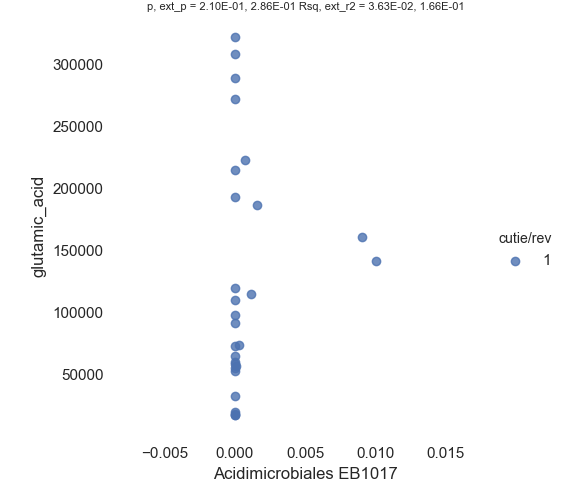 p, ext_p = 2.10E-01, 2.86E-01 Rsq, ext_r2 = 3.63E-02, 1.66E-01
300000
250000
200000
150000
100000
50000
glutamic_acid
cutie/rev
1
−0.005 0.000 0.005 0.010 0.015
Acidimicrobiales EB1017